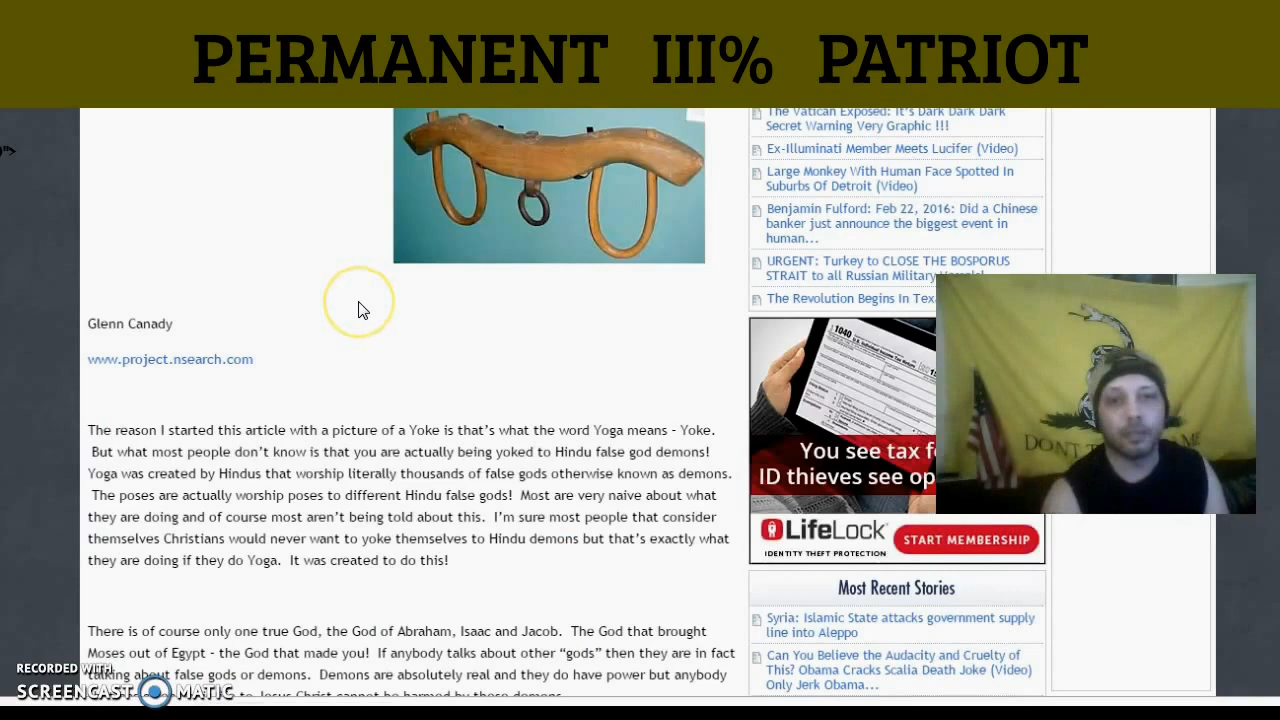 PERMANENT III% PATRIOT
The Vatican Exposed: It's Dark Dark Dark
Secret Warning Very Graphic !!!
Ex-Illuminati Member Meets Lucifer (Video)
Large Monkey With Human Face Spotted In
Suburbs Of Detroit (Video)
Benjamin Fulford: Feb 22, 2016: Did a Chinese
banker just announce the biggest event in
human...
URGENT: Turkey to CLOSE THE BOSPORUS
STRAIT to all Russian Military
The Revolution Begins In
Glenn Canady
www.project.nsearch.com
The reason I started this article with a picture of a Yoke is that's what the word Yoga means - Yoke.
But what most people don't know is that you are actually being yoked to Hindu false god demons!
Yoga was created by Hindus that worship literally thousands of false gods otherwise known as demons.
The poses are actually worship poses to different Hindu false gods! Most are very naive about what
they are doing and of course most aren't being told about this. I'm sure most people that consider
themselves Christians would never want to yoke themselves to Hindu demons but that's exactly what
they are doing if they do Yoga. It was created to do this!
There is of course only one true God, the God of Abraham, Isaac and Jacob. The God that brought
Moses out of Egypt - the God that made you! If anybody talks about other "gods" then they are in fact
talking about false gods or demons. Demons are absolutely real and they do have power but anybody
to Jesus Christ cannot be harmed by these demons
1040
You see tax
ID thieves see
LifeLock
IDENTITY THEFT PROTECTION
START MEMBERSHIP
DON'T
ME
Most Recent Stories
Syria: Islamic State attacks government supply
line into Aleppo
Can You Believe the Audacity and Cruelty of
This? Obama Cracks Scalia Death Joke (Video)
Only Jerk Obama...
RECORDED WITH
SCREENCAST MATIC